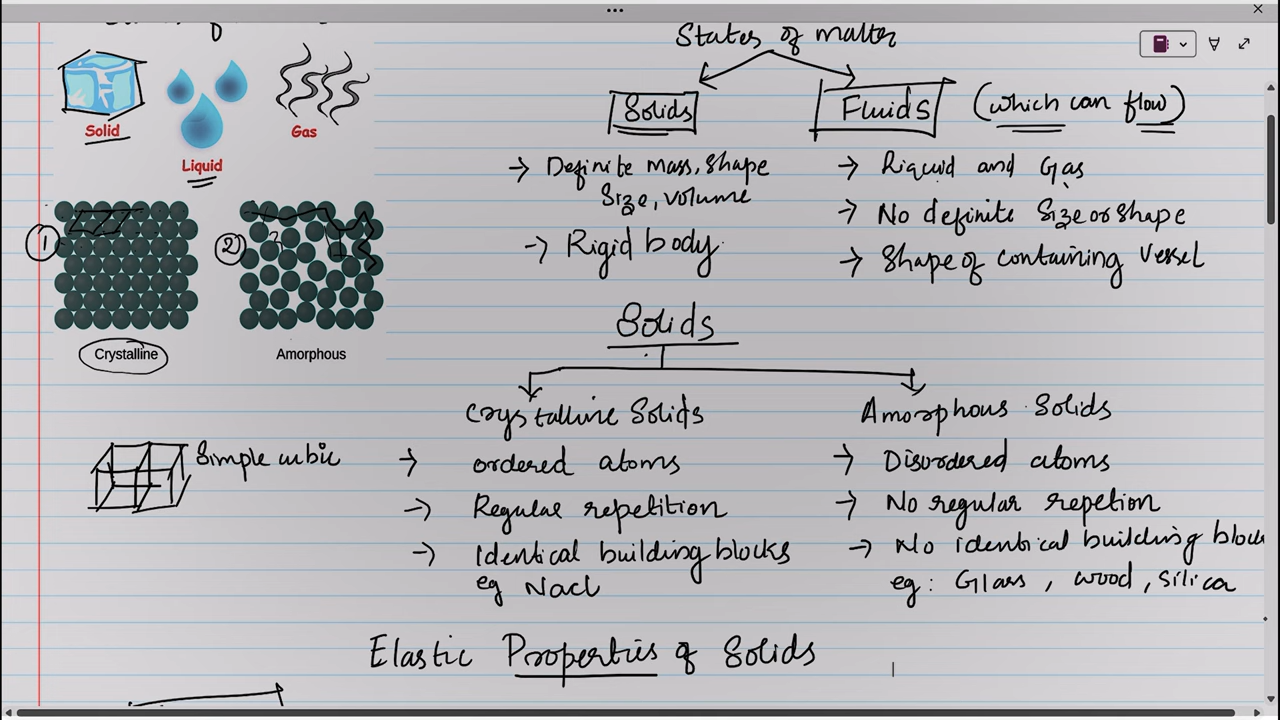 States of matter
Solids
Fluids (which can flow)
Solid
Liquid
Gas
→ Definite mass, shape
Size, volume
→ Rigid body
→ Liquid and Gas
→ No definite Size or shape
→ Shape of containing Vessel
1
2
Crystalline
Amorphous
Solids
Crystalline Solids
→ ordered atoms
→ Regular repetition
→ Identical building blocks
eg Nacl
Amorphous Solids
→ Disordered atoms
→ No regular repetion
→ No identical building block
eg: Glass, wood, silica
Simple cubic
Elastic Properties of Solids